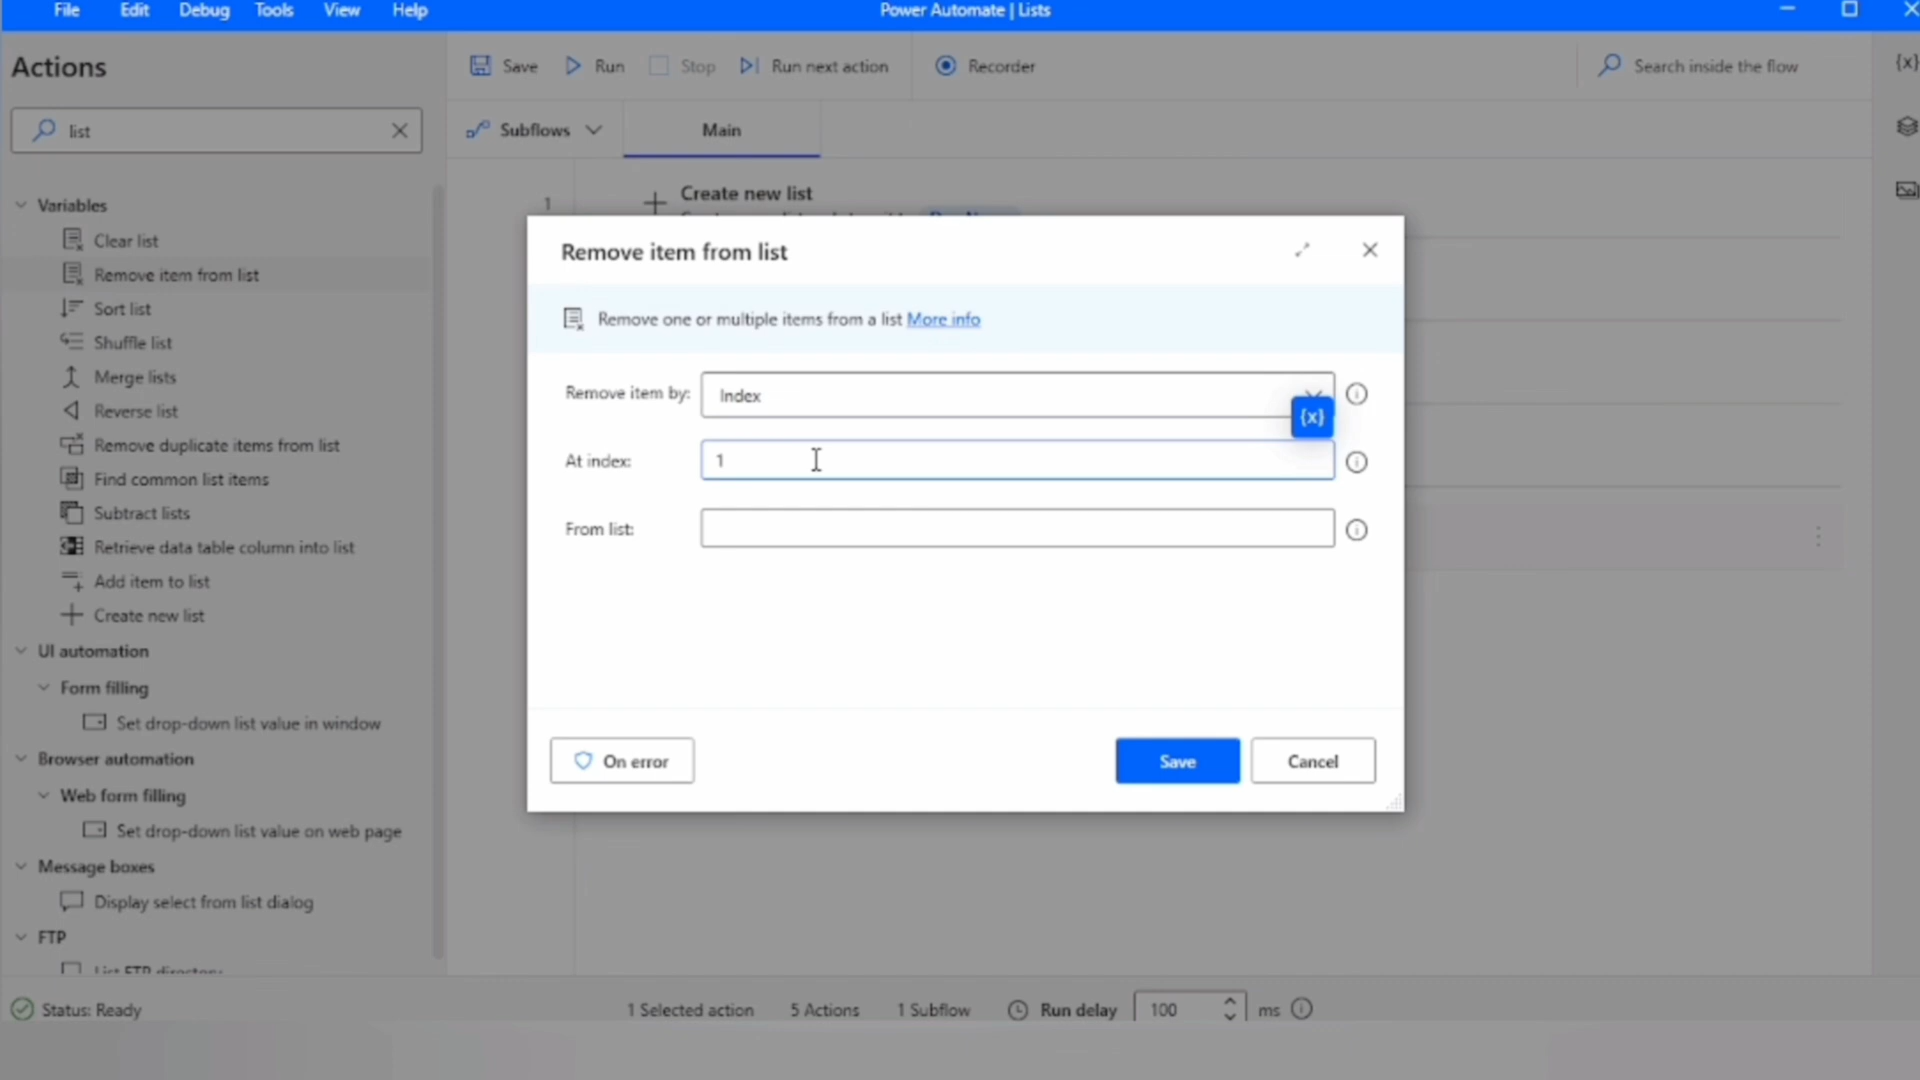 File Edit Debug Tools View Help
Power Automate | Lists
Actions
Save Run Stop Run next action Recorder
Search inside the flow
{x}
list
Subflows Main
Variables
Clear list
Remove item from list
Sort list
Shuffle list
Merge lists
Reverse list
Remove duplicate items from list
Find common list items
Subtract lists
Retrieve data table column into list
Add item to list
Create new list
UI automation
Form filling
Set drop-down list value in window
Browser automation
Web form filling
Set drop-down list value on web page
Message boxes
Display select from list dialog
FTP
List FTP directory
1
Create new list
Remove item from list
Remove one or multiple items from a list More info
Remove item by: Index
{x}
At index: 1
From list:
On error Save Cancel
Status: Ready 1 Selected action 5 Actions 1 Subflow Run delay 100 ms